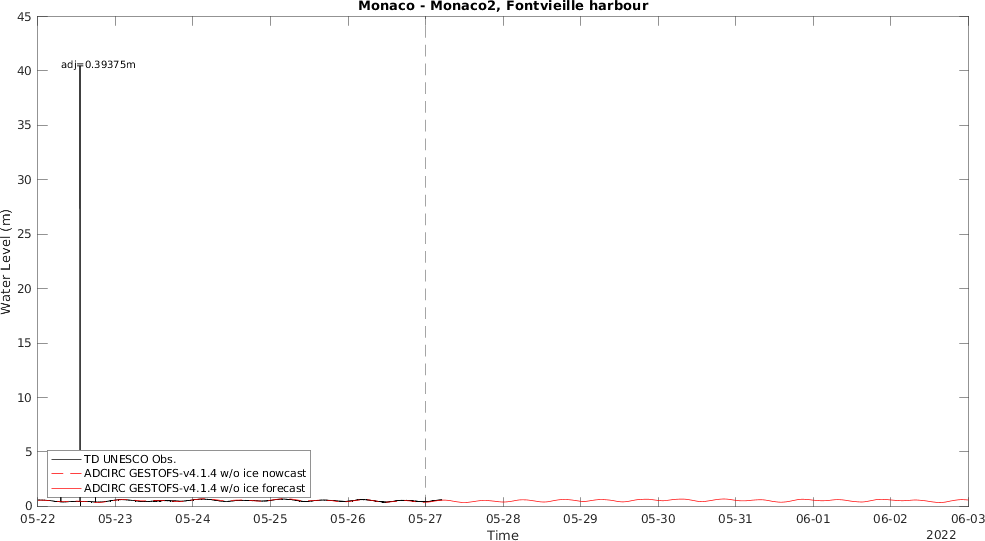 Monaco - Monaco2, Fontvieille harbour
45
40
35
30
25
20
15
10
5
0
Water Level (m)
adj=0.39375m
TD UNESCO Obs.
ADCIRC GESTOFS-v4.1.4 w/o ice nowcast
ADCIRC GESTOFS-v4.1.4 w/o ice forecast
05-22 05-23 05-24 05-25 05-26 05-27 05-28 05-29 05-30 05-31 06-01 06-02 06-03
Time
2022